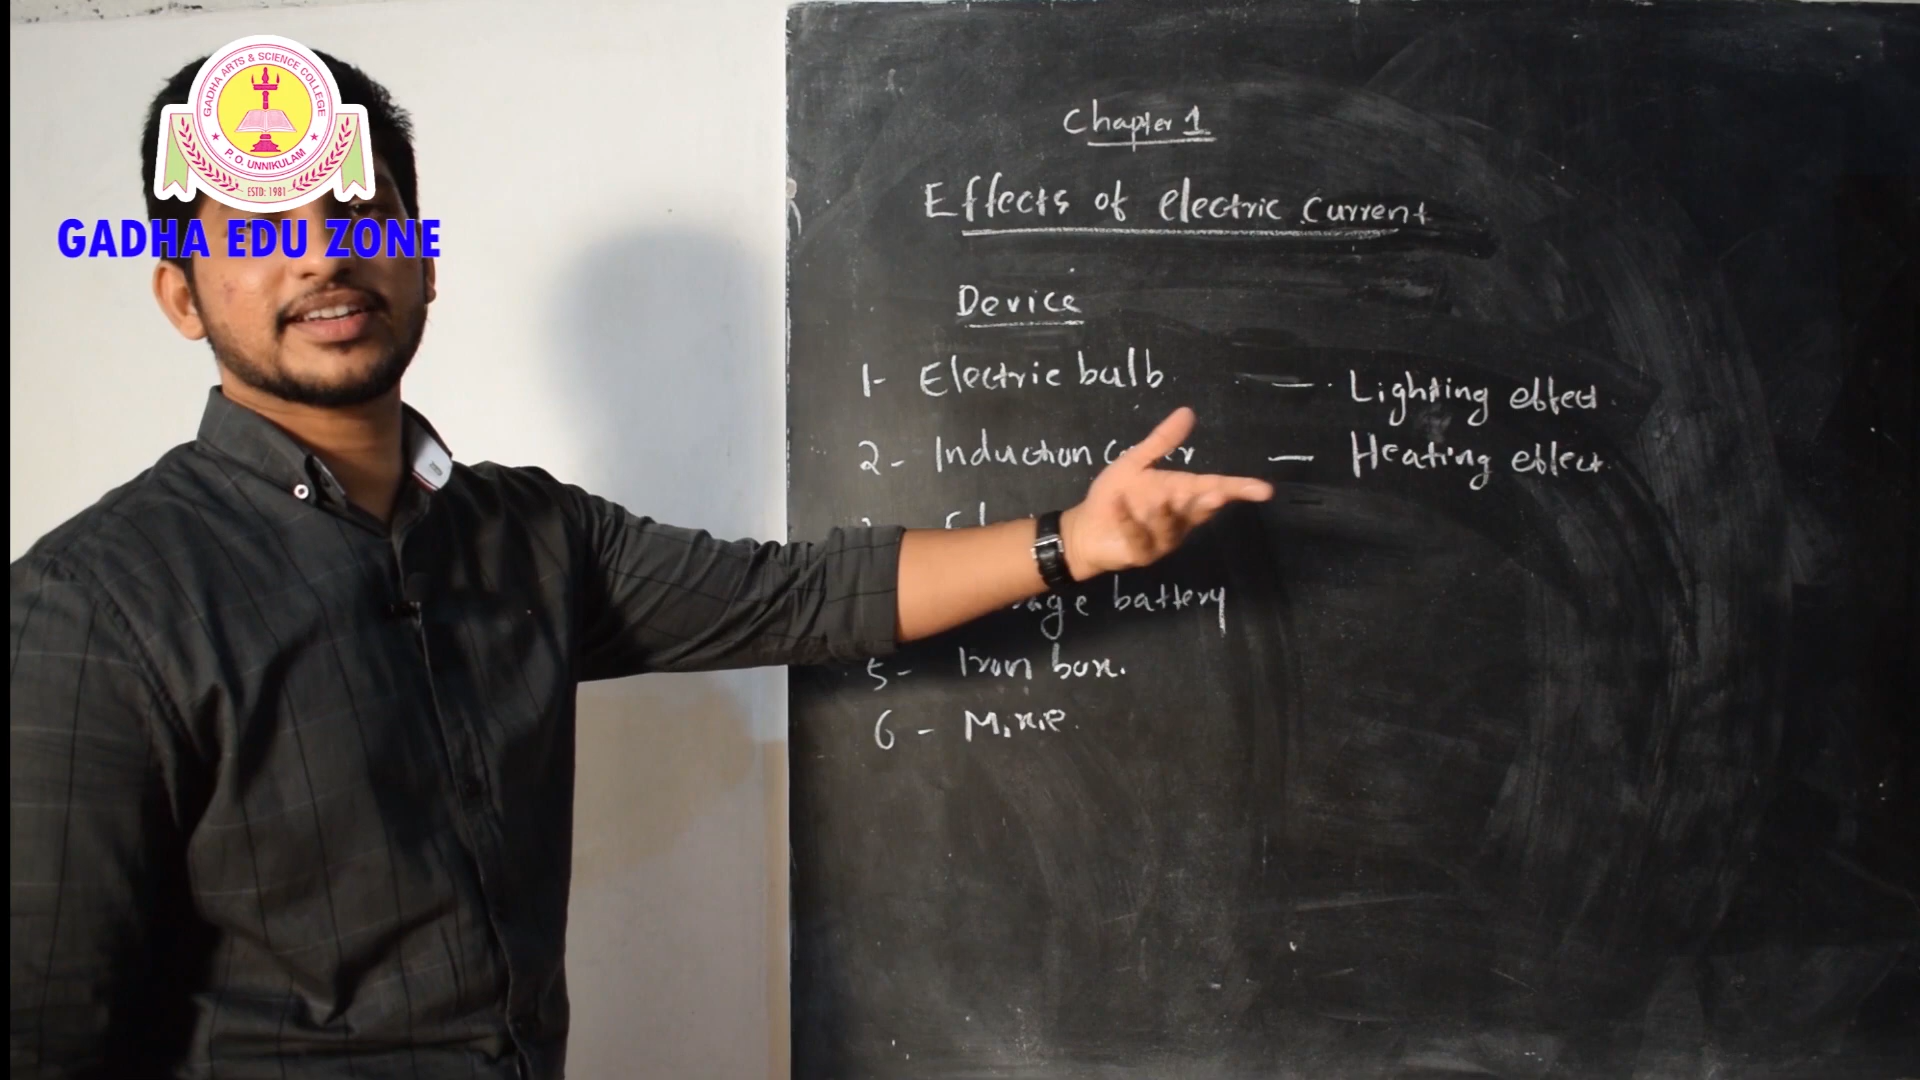 GADHA ARTS & SCIENCE COLLEGE
P. O. UNNIKULAM
ESTD: 1981
GADHA EDU ZONE
Chapter 1
Effects of electric current
Device
1- Electric bulb — Lighting effect
2- Induction — Heating effect.
battery
5- Iron box.
6- Mixie.